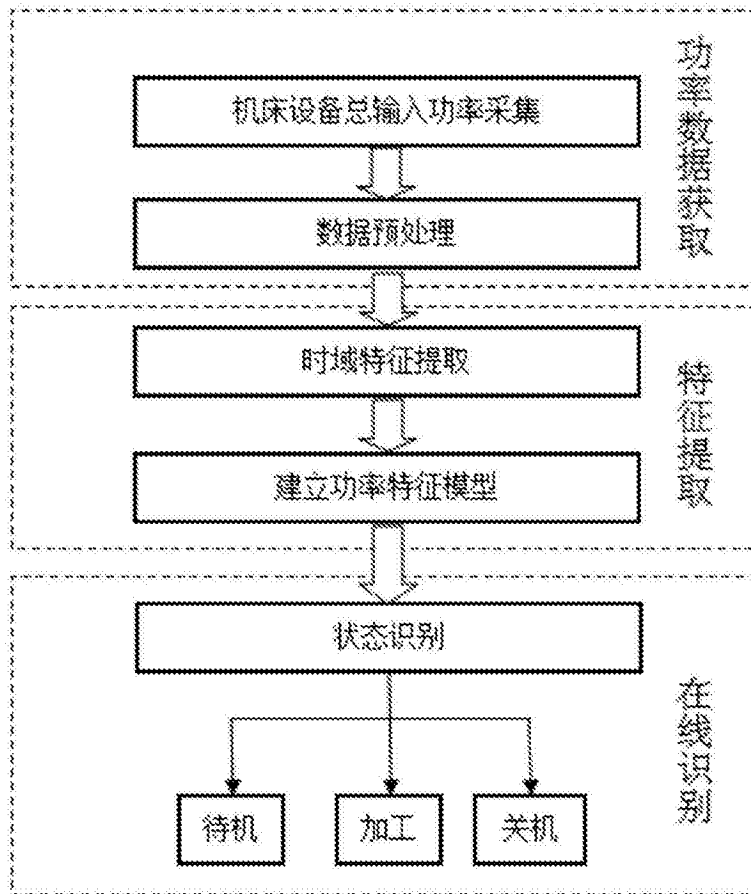 功率数据获取
机床设备总输入功率采集
数据预处理
特征提取
时域特征提取
建立功率特征模型
在线识别
状态识别
待机
加工
关机